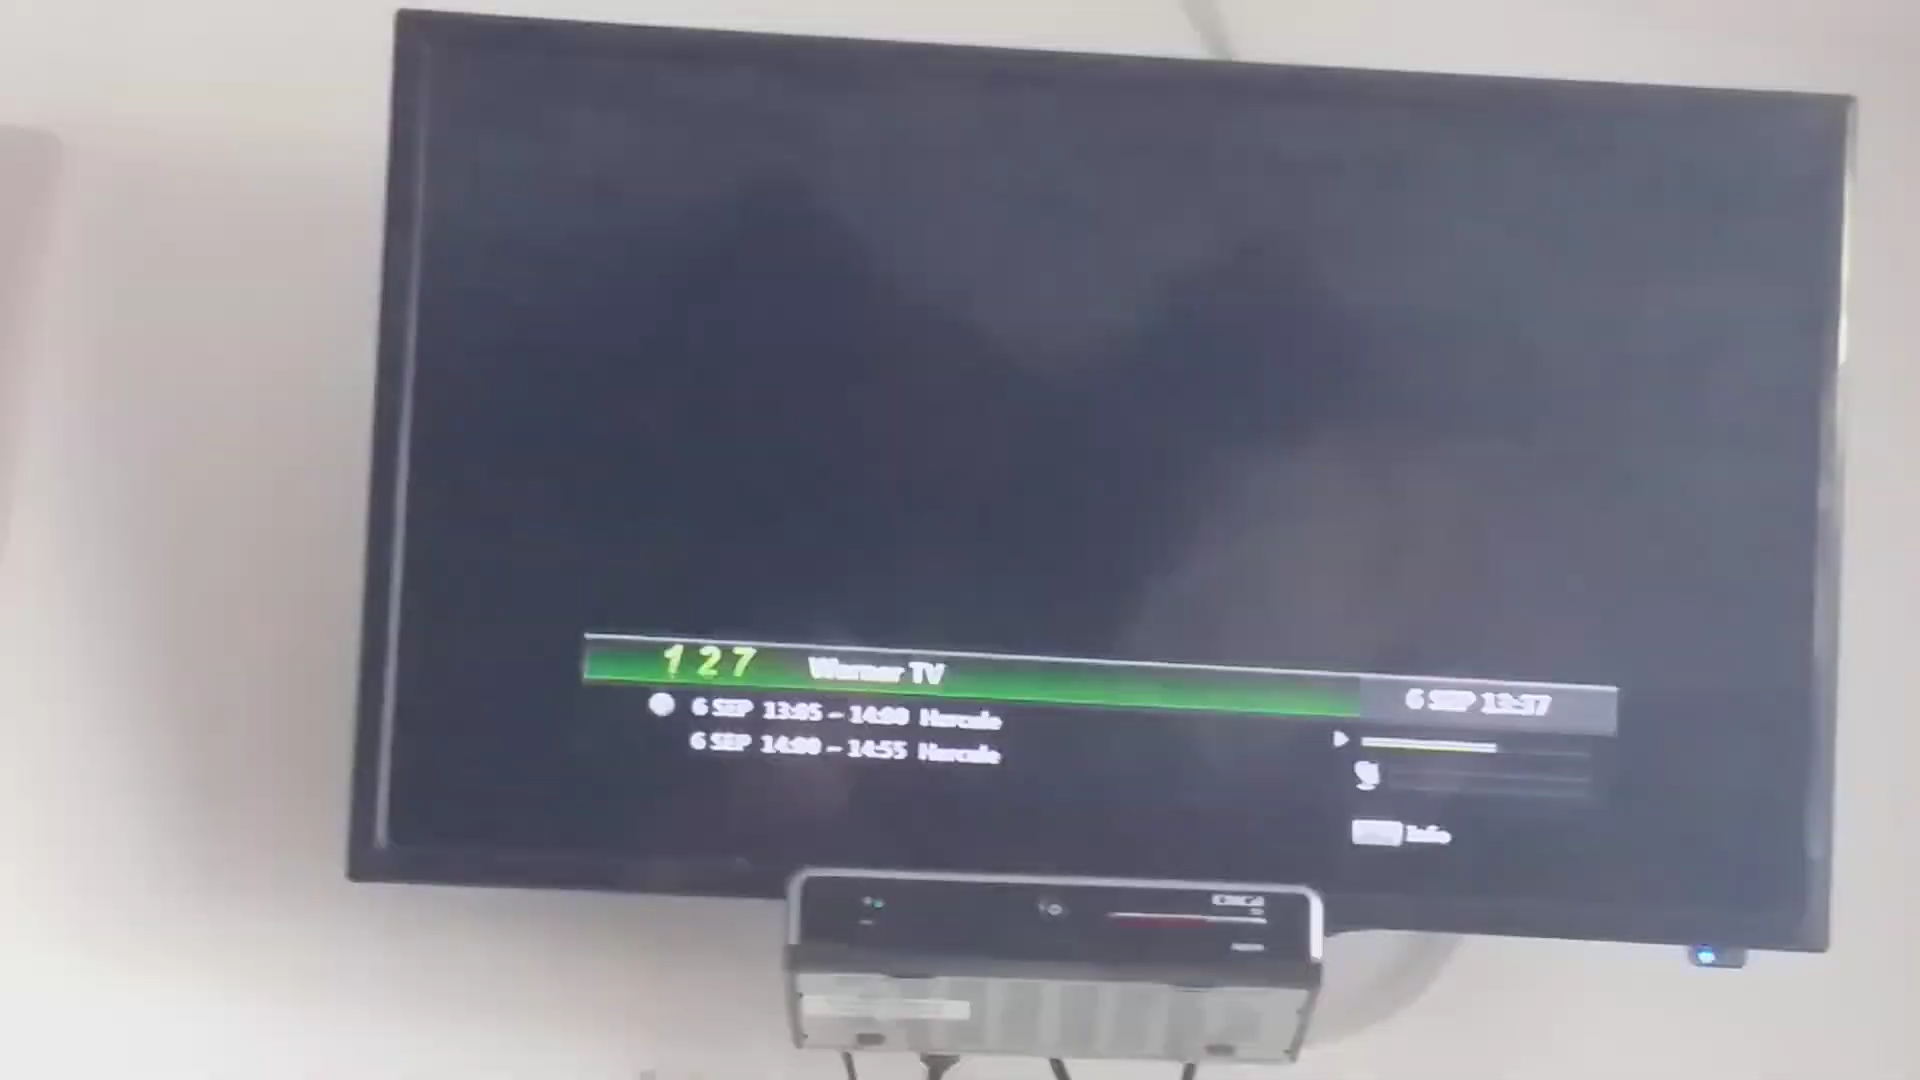 127 Warner TV
6 SEP 13:37
6 SEP 13:05 - 14:00 Hercule
6 SEP 14:00 - 14:55 Hercule
Info